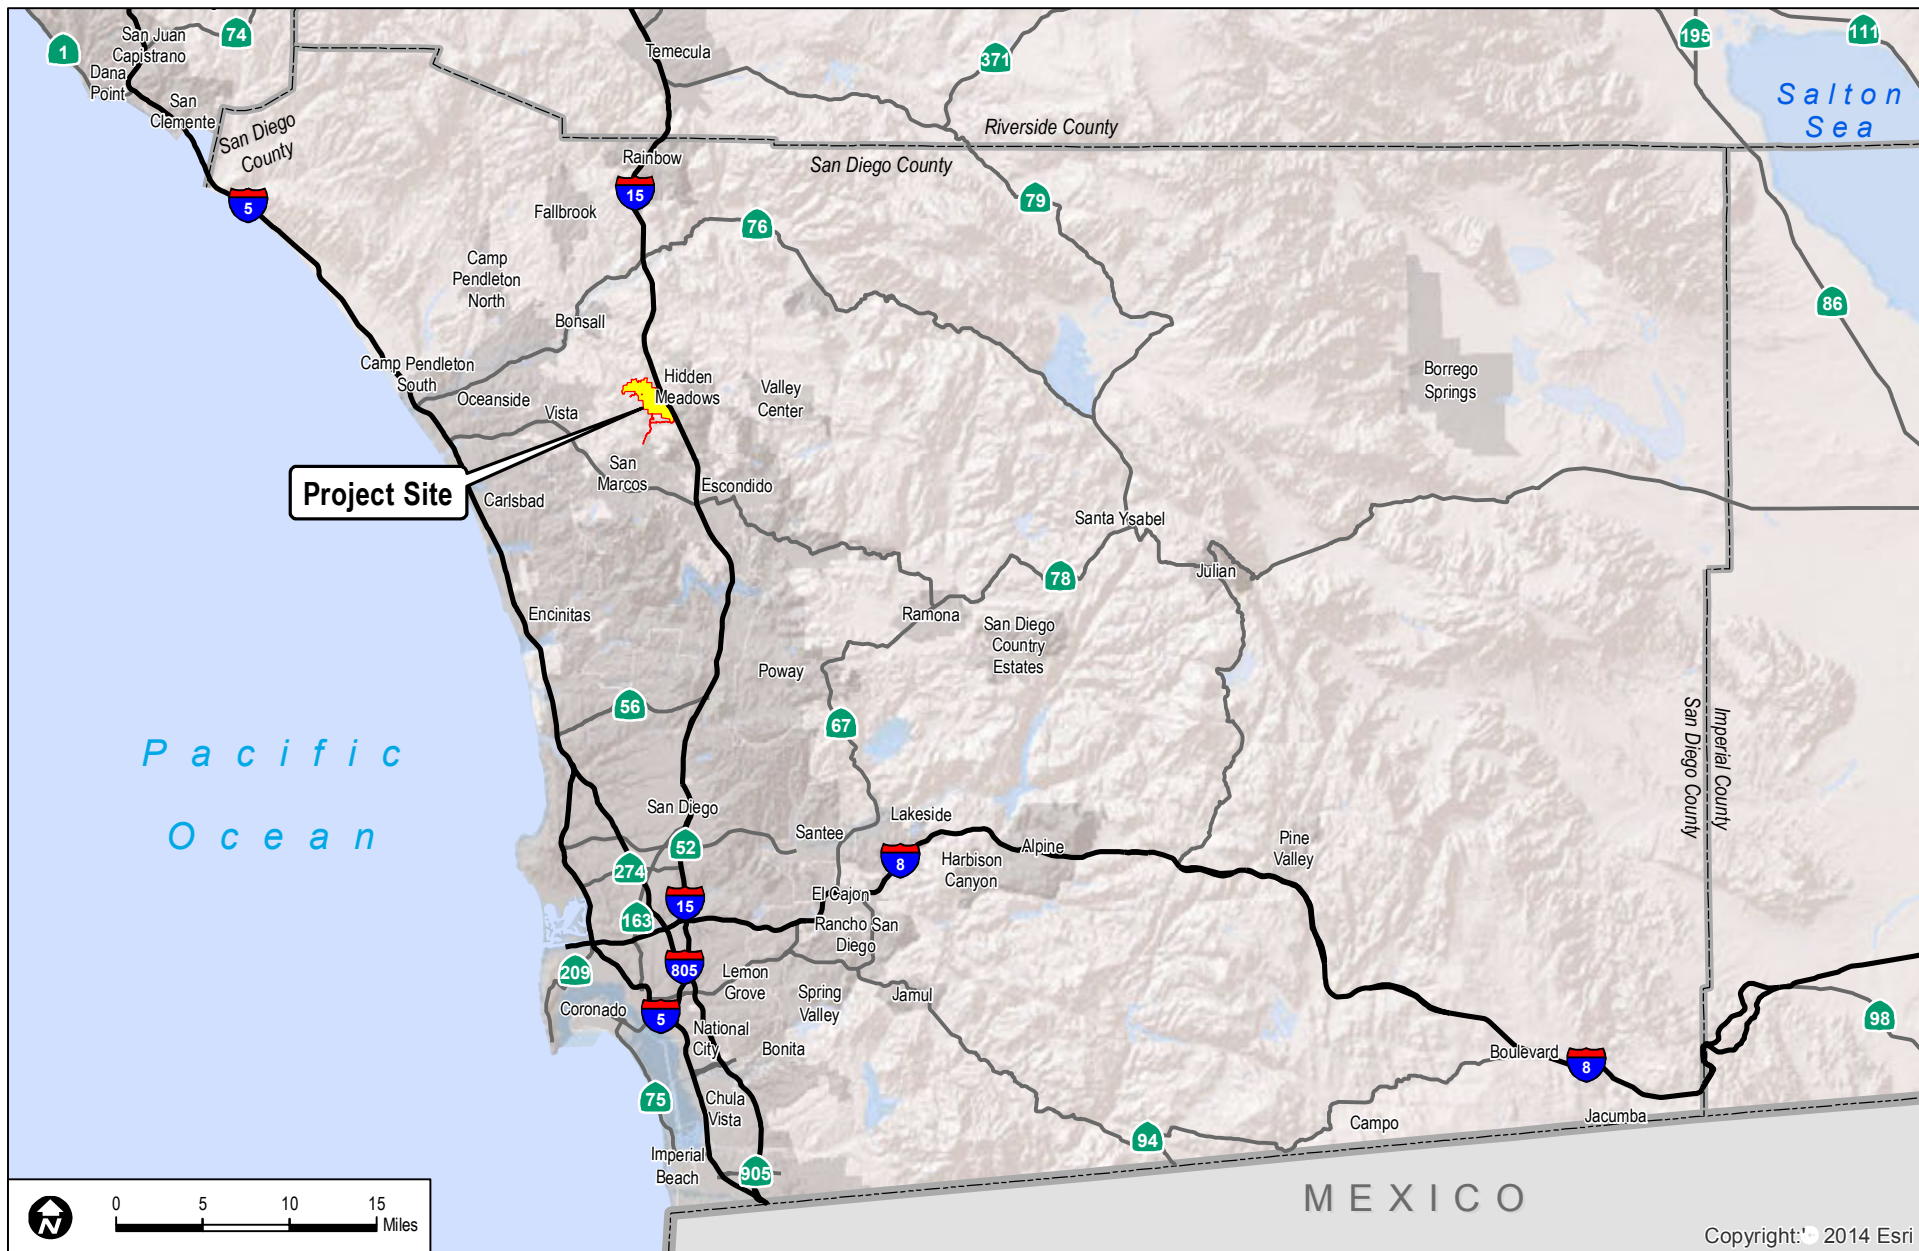 San Juan
Capistrano
74
1
Dana
Point
San
Clemente
San Diego
County
5
Temecula
371
195
111
Salton
Sea
Riverside County
San Diego County
Rainbow
15
Fallbrook
76
79
86
Camp
Pendleton
North
Bonsall
Camp Pendleton
South
Oceanside
Vista
Hidden
Meadows
Valley
Center
Borrego
Springs
Project Site
San
Marcos
Escondido
Carlsbad
Santa Ysabel
78
Julian
Encinitas
Ramona
San Diego
Country
Estates
Poway
56
67
San Diego County
Imperial County
Pacific
Ocean
San Diego
52
Santee
Lakeside
8
Harbison
Canyon
Alpine
Pine
Valley
274
15
163
El Cajon
Rancho San
Diego
805
209
Lemon
Grove
Spring
Valley
Jamul
Coronado
5
National
City
Bonita
98
Boulevard
8
75
Chula
Vista
Jacumba
Campo
94
Imperial
Beach
905
MEXICO
N
0 5 10 15
Miles
Copyright: © 2014 Esri